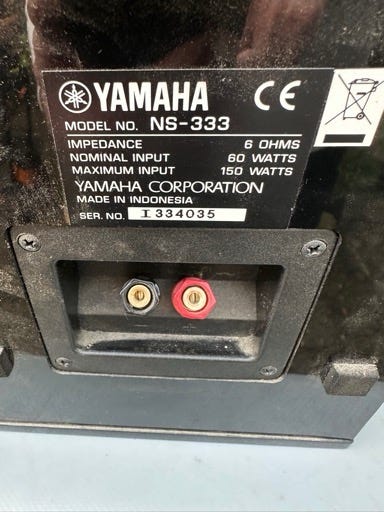 YAMAHA CE
MODEL NO. NS-333
IMPEDANCE 6 OHMS
NOMINAL INPUT 60 WATTS
MAXIMUM INPUT 150 WATTS
YAMAHA CORPORATION
MADE IN INDONESIA
SER. NO. I 334035
- +